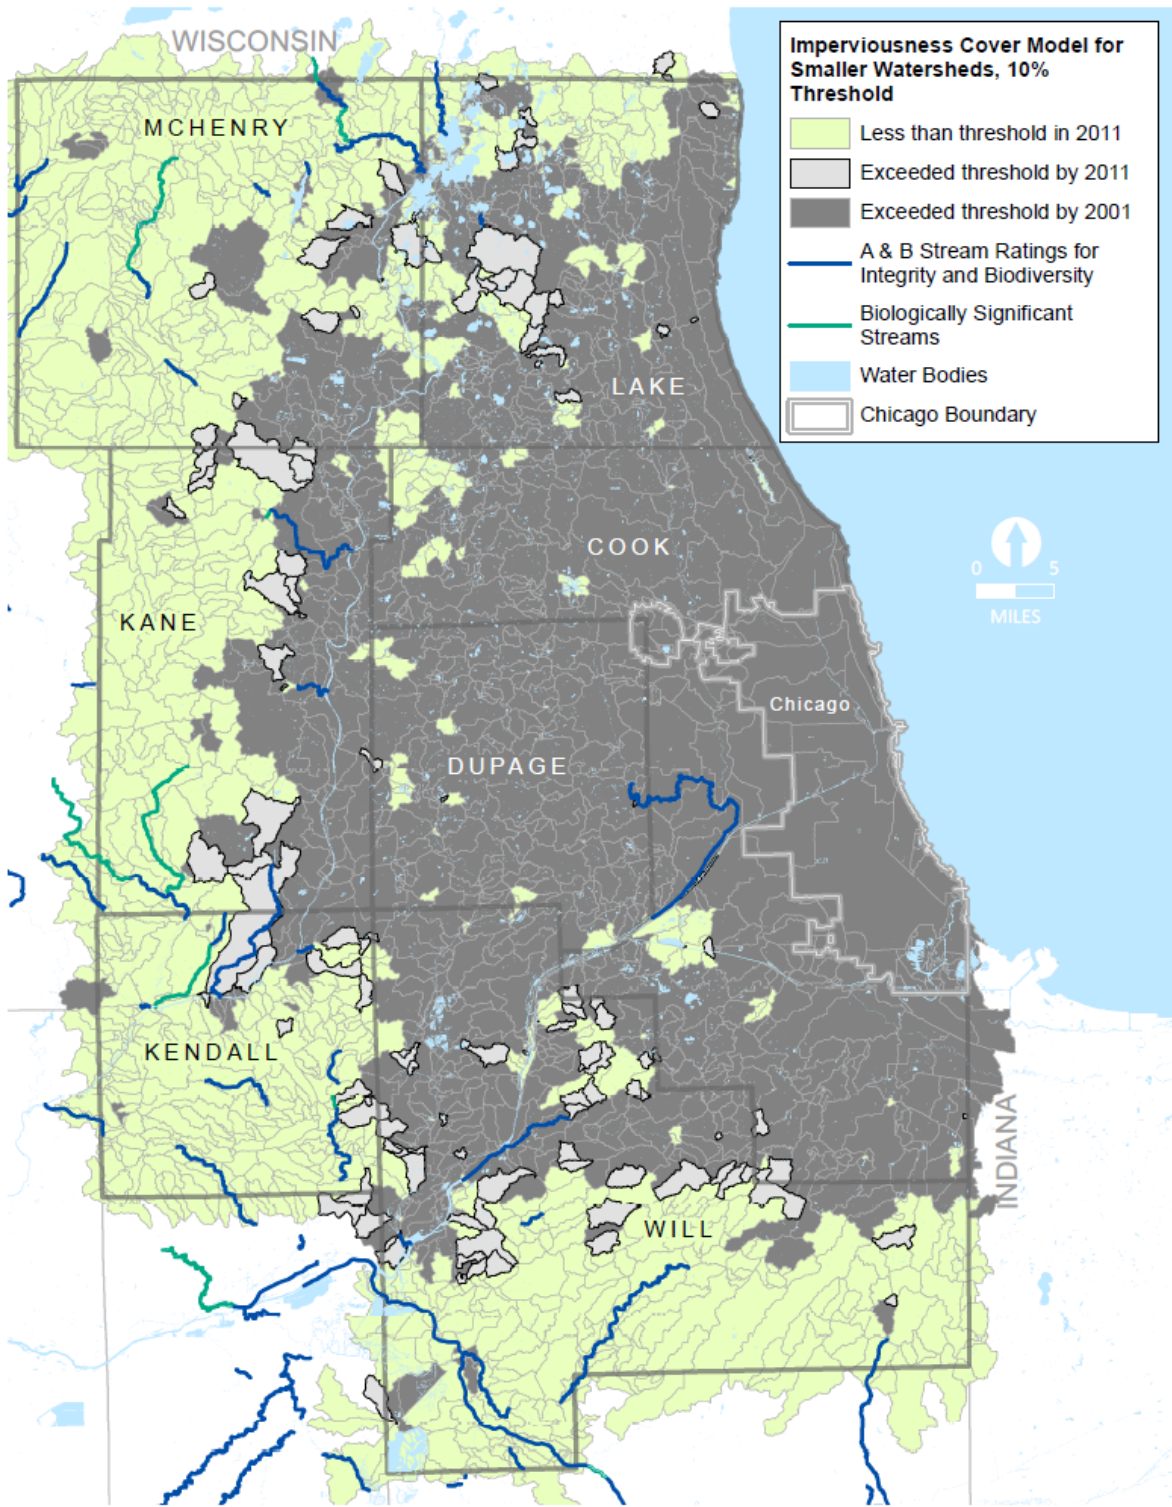 WISCONSIN
Imperviousness Cover Model for
Smaller Watersheds, 10%
Threshold
Less than threshold in 2011
Exceeded threshold by 2011
Exceeded threshold by 2001
A & B Stream Ratings for
Integrity and Biodiversity
Biologically Significant
Streams
Water Bodies
Chicago Boundary
MCHENRY
LAKE
COOK
0 5
MILES
KANE
Chicago
DUPAGE
KENDALL
INDIANA
WILL